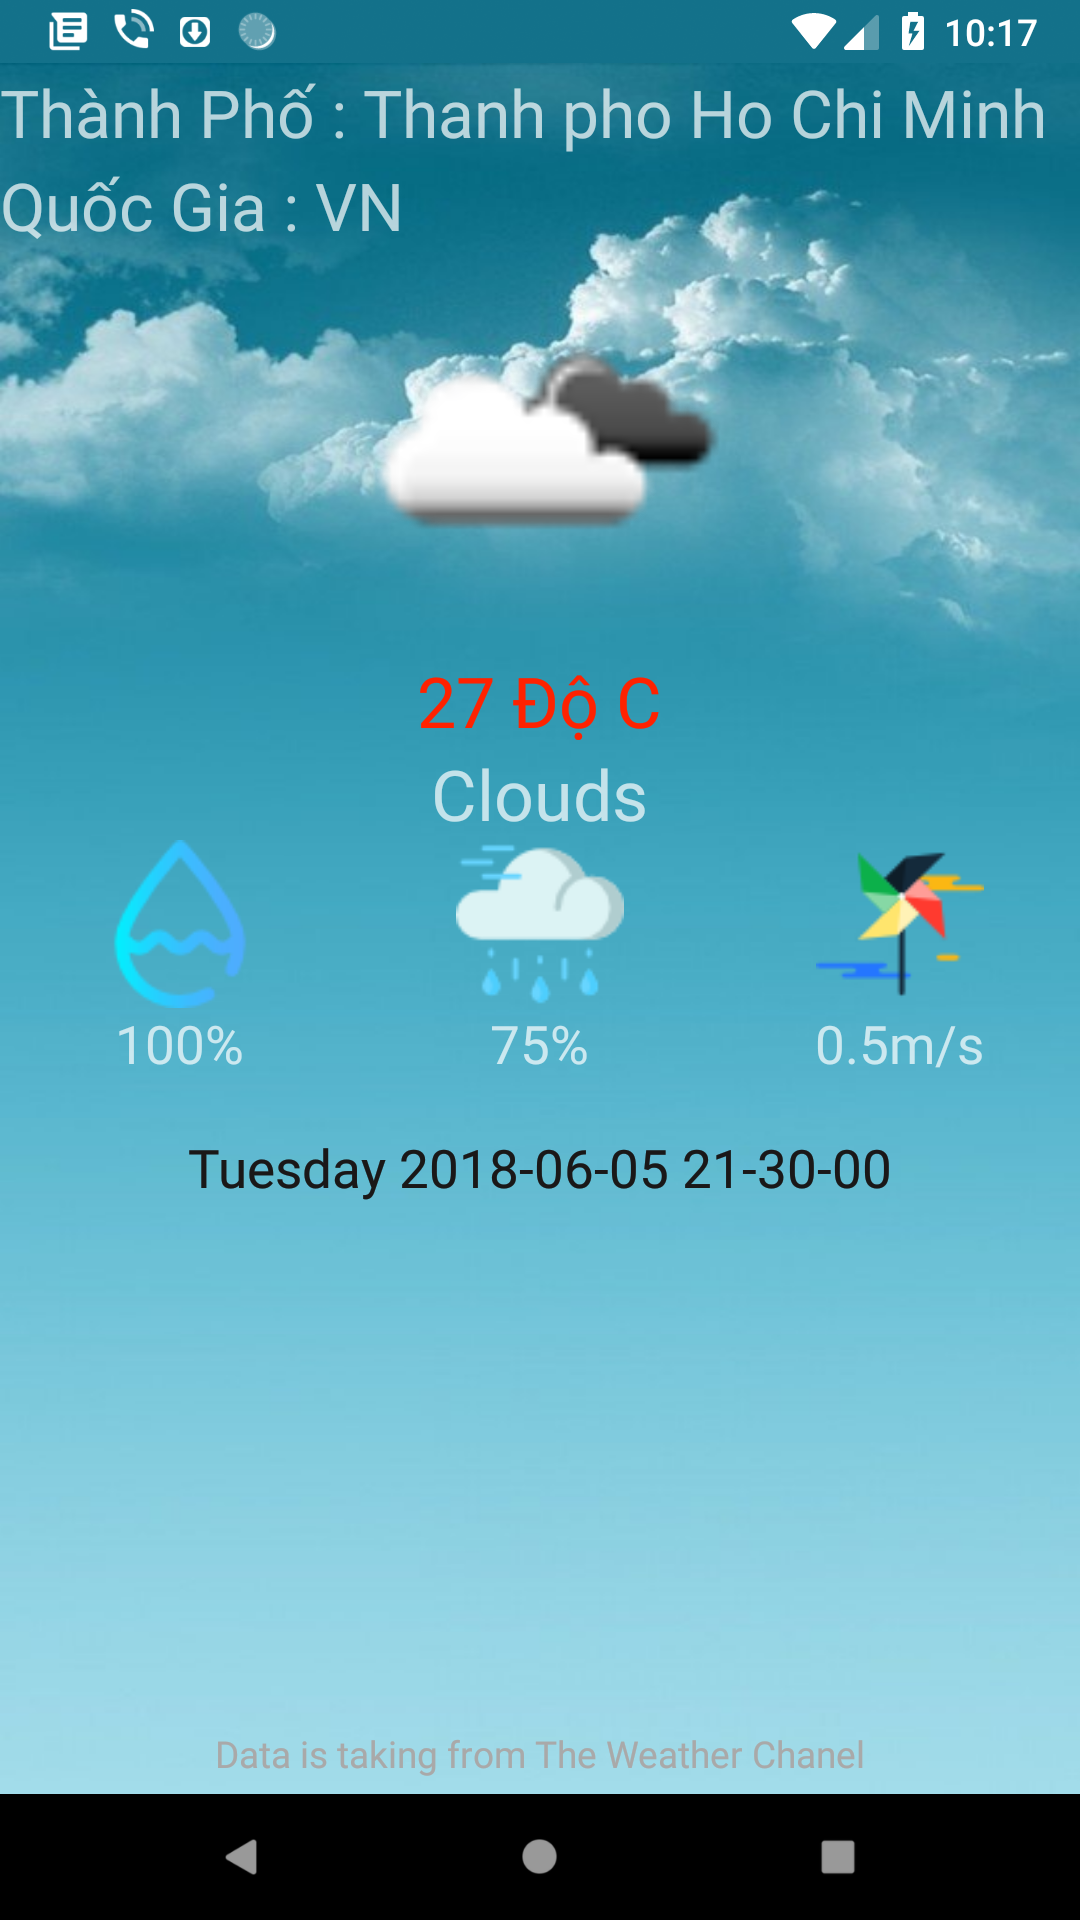 10:17
Thành Phố : Thanh pho Ho Chi Minh
Quốc Gia : VN
27 Độ C
Clouds
100% 75% 0.5m/s
Tuesday 2018-06-05 21-30-00
Data is taking from The Weather Chanel